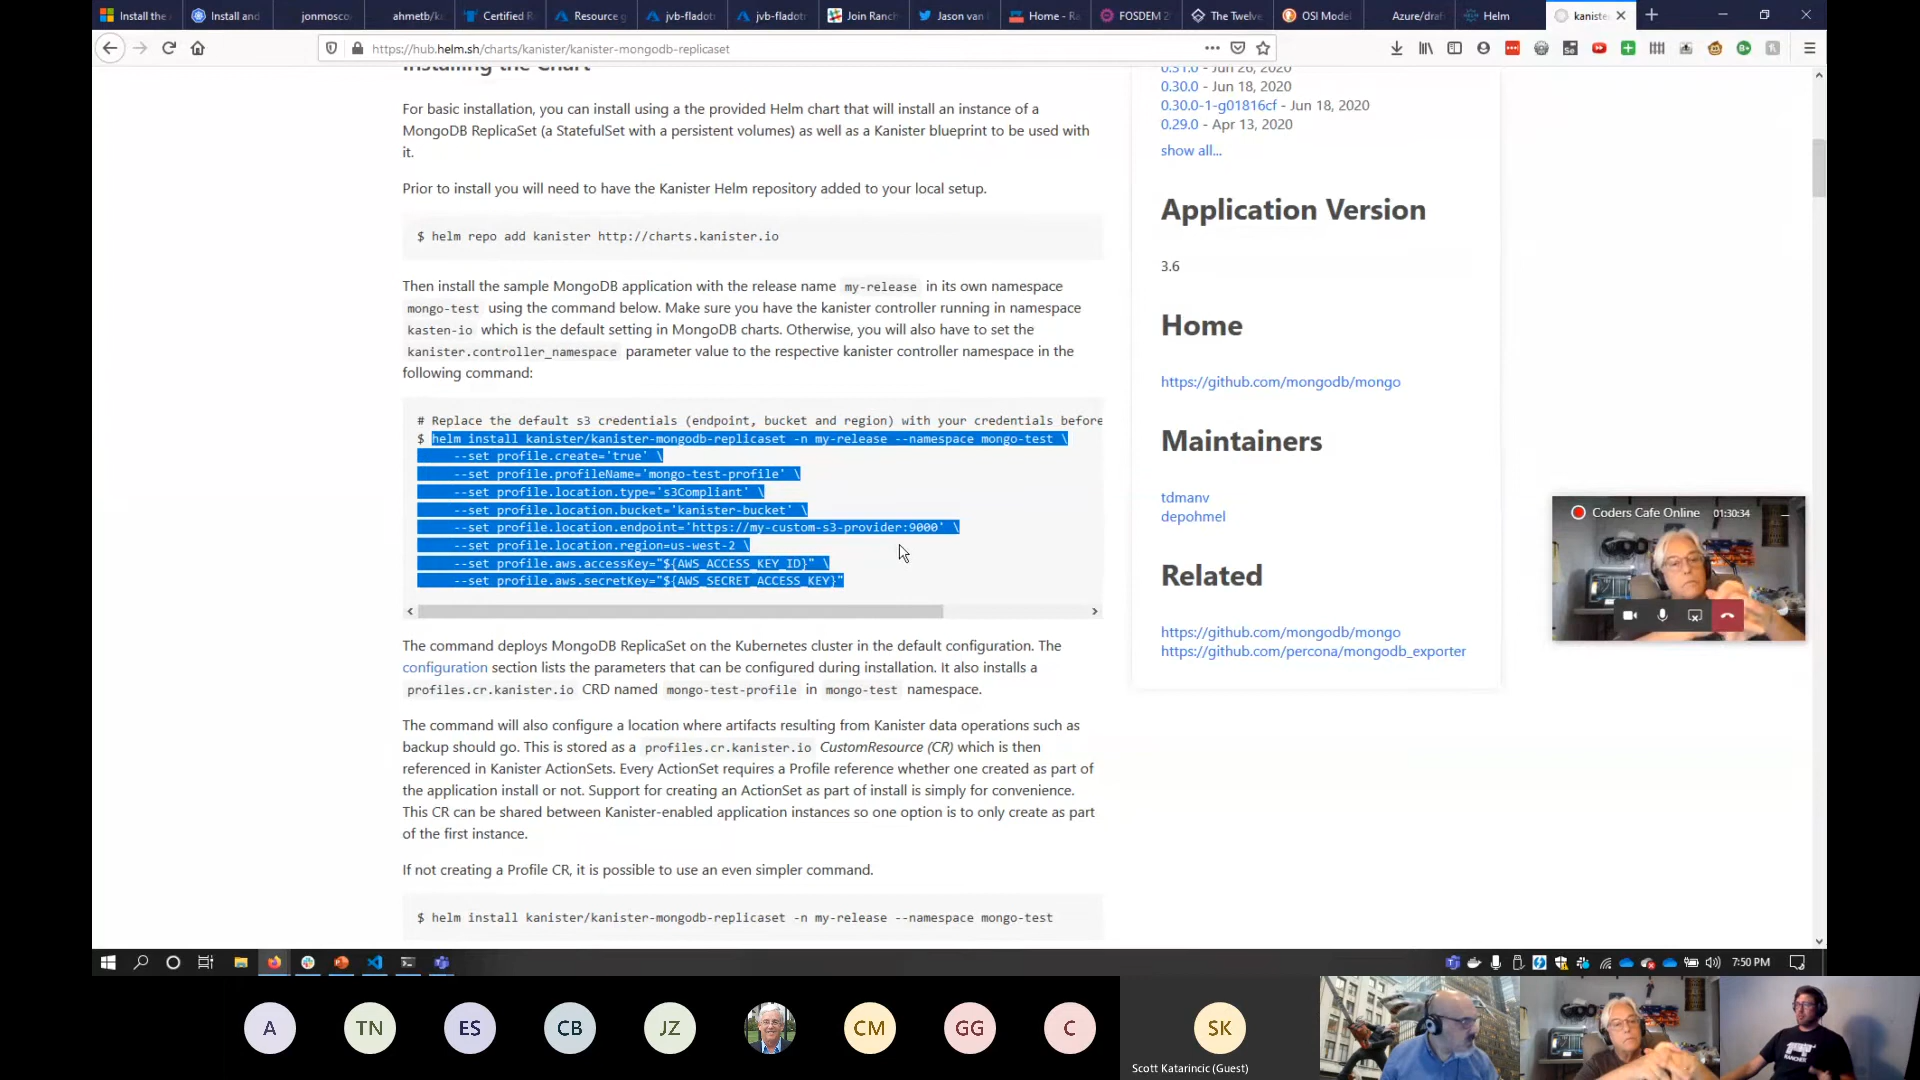 Install the
Install and
jonmosco
ahmetb/k
Certified
Resource g
jvb-fladot
jvb-fladot
Join Ranch
Jason van
Home - Ra
FOSDEM 2
The Twelve
OSI Model
Azure/draf
Helm
kaniste
https://hub.helm.sh/charts/kanister/kanister-mongodb-replicaset
Installing the Chart
For basic installation, you can install using a the provided Helm chart that will install an instance of a
MongoDB ReplicaSet (a StatefulSet with a persistent volumes) as well as a Kanister blueprint to be used with
it.
Prior to install you will need to have the Kanister Helm repository added to your local setup.
$ helm repo add kanister http://charts.kanister.io
Then install the sample MongoDB application with the release name my-release in its own namespace
mongo-test using the command below. Make sure you have the kanister controller running in namespace
kasten-io which is the default setting in MongoDB charts. Otherwise, you will also have to set the
kanister.controller_namespace parameter value to the respective kanister controller namespace in the
following command:
# Replace the default s3 credentials (endpoint, bucket and region) with your credentials before
$ helm install kanister/kanister-mongodb-replicaset -n my-release --namespace mongo-test \
--set profile.create='true' \
--set profile.profileName='mongo-test-profile' \
--set profile.location.type='s3Compliant' \
--set profile.location.bucket='kanister-bucket' \
--set profile.location.endpoint='https://my-custom-s3-provider:9000' \
--set profile.location.region=us-west-2 \
--set profile.aws.accessKey="${AWS_ACCESS_KEY_ID}" \
--set profile.aws.secretKey="${AWS_SECRET_ACCESS_KEY}"
The command deploys MongoDB ReplicaSet on the Kubernetes cluster in the default configuration. The
configuration section lists the parameters that can be configured during installation. It also installs a
profiles.cr.kanister.io CRD named mongo-test-profile in mongo-test namespace.
The command will also configure a location where artifacts resulting from Kanister data operations such as
backup should go. This is stored as a profiles.cr.kanister.io CustomResource (CR) which is then
referenced in Kanister ActionSets. Every ActionSet requires a Profile reference whether one created as part of
the application install or not. Support for creating an ActionSet as part of install is simply for convenience.
This CR can be shared between Kanister-enabled application instances so one option is to only create as part
of the first instance.
If not creating a Profile CR, it is possible to use an even simpler command.
$ helm install kanister/kanister-mongodb-replicaset -n my-release --namespace mongo-test
0.31.0 - Jun 26, 2020
0.30.0 - Jun 18, 2020
0.30.0-1-g01816cf - Jun 18, 2020
0.29.0 - Apr 13, 2020
show all...
Application Version
3.6
Home
https://github.com/mongodb/mongo
Maintainers
tdmanv
depohmel
Related
https://github.com/mongodb/mongo
https://github.com/percona/mongodb_exporter
Coders Cafe Online 01:30:34
7:50 PM
A
TN
ES
CB
JZ
CM
GG
C
SK
Scott Katarincic (Guest)
RANCHER